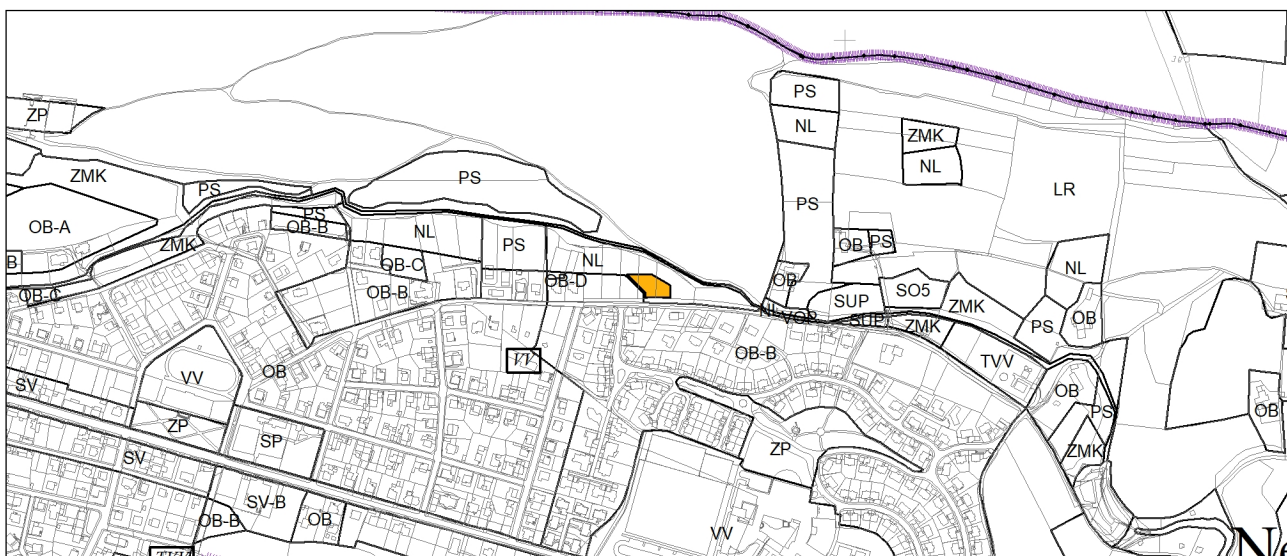 PS
NL
ZMK
NL
ZP
ZMK
PS
PS
LR
PS
OB-A
PS
OB-B
NL
PS
OB
PS
ZMK
NL
NL
B
OB-C
OB-C
OB-B
OB-D
OB
SUP
SO5
ZMK
NL
VOP
SUP
ZMK
PS
OB
OB-B
VV
TVV
VV
OB
SV
OB
PS
OB
ZP
SP
ZP
ZMK
SV
SV-B
OB-B
OB
VV